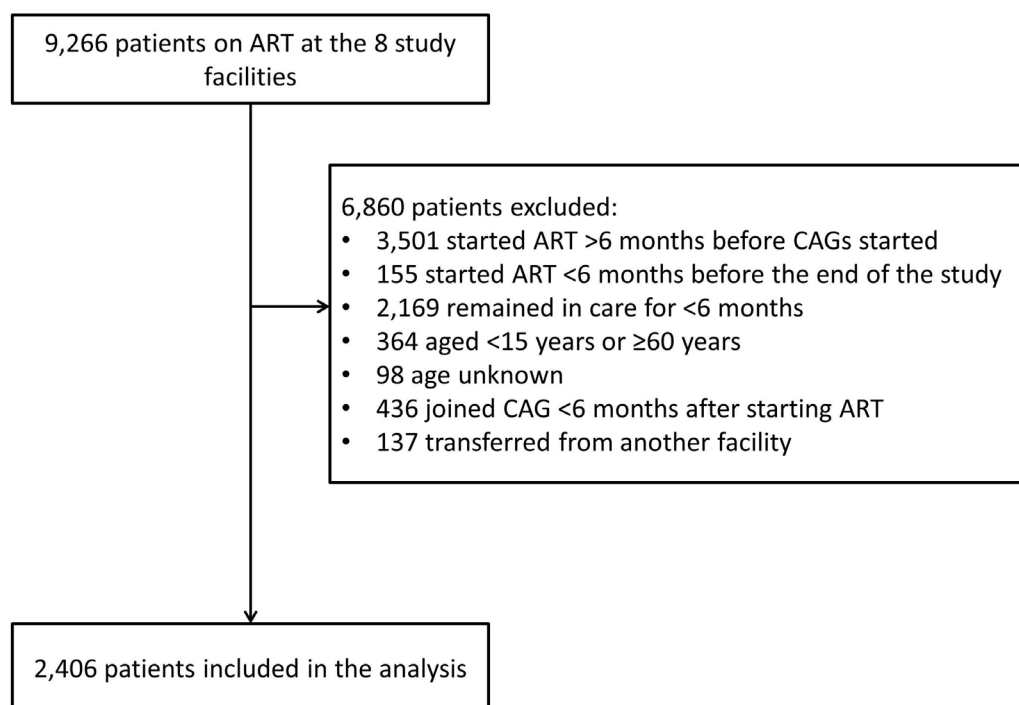 9,266 patients on ART at the 8 study
facilities
6,860 patients excluded:
• 3,501 started ART >6 months before CAGs started
• 155 started ART <6 months before the end of the study
• 2,169 remained in care for <6 months
• 364 aged <15 years or ≥60 years
• 98 age unknown
• 436 joined CAG <6 months after starting ART
• 137 transferred from another facility
2,406 patients included in the analysis